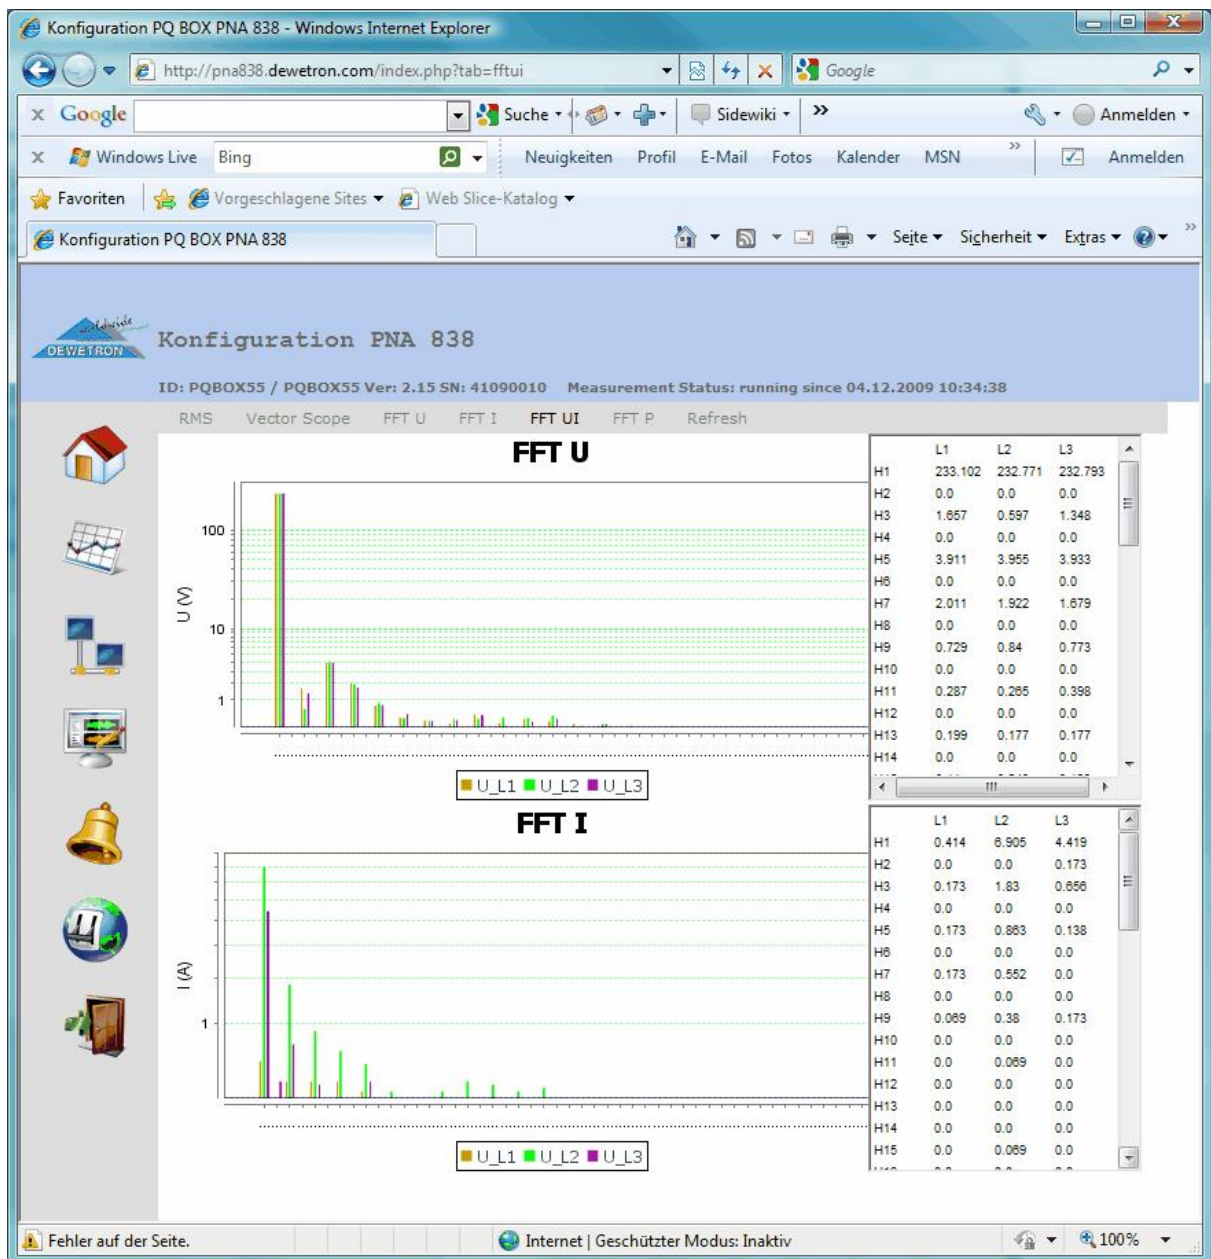 Konfiguration PQ BOX PNA 838 - Windows Internet Explorer
http://pna838.dewetron.com/index.php?tab=fftui
Google
x Google Suche Sidewiki » Anmelden
x Windows Live Bing Neuigkeiten Profil E-Mail Fotos Kalender MSN » Anmelden
Favoriten Vorgeschlagene Sites Web Slice-Katalog
Konfiguration PQ BOX PNA 838 Seite Sicherheit Extras »
worldwide
DEWETRON
Konfiguration PNA 838
ID: PQBOX55 / PQBOX55 Ver: 2.15 SN: 41090010 Measurement Status: running since 04.12.2009 10:34:38
RMS Vector Scope FFT U FFT I FFT UI FFT P Refresh
FFT U
U (V)
100
10
1
U_L1 U_L2 U_L3
L1 L2 L3
H1 233.102 232.771 232.793
H2 0.0 0.0 0.0
H3 1.657 0.597 1.348
H4 0.0 0.0 0.0
H5 3.911 3.955 3.933
H6 0.0 0.0 0.0
H7 2.011 1.922 1.679
H8 0.0 0.0 0.0
H9 0.729 0.84 0.773
H10 0.0 0.0 0.0
H11 0.287 0.265 0.398
H12 0.0 0.0 0.0
H13 0.199 0.177 0.177
H14 0.0 0.0 0.0
FFT I
I (A)
1
U_L1 U_L2 U_L3
L1 L2 L3
H1 0.414 6.905 4.419
H2 0.0 0.0 0.173
H3 0.173 1.83 0.656
H4 0.0 0.0 0.0
H5 0.173 0.863 0.138
H6 0.0 0.0 0.0
H7 0.173 0.552 0.0
H8 0.0 0.0 0.0
H9 0.069 0.38 0.173
H10 0.0 0.0 0.0
H11 0.0 0.069 0.0
H12 0.0 0.0 0.0
H13 0.0 0.0 0.0
H14 0.0 0.0 0.0
H15 0.0 0.069 0.0
Fehler auf der Seite. Internet | Geschützter Modus: Inaktiv 100%